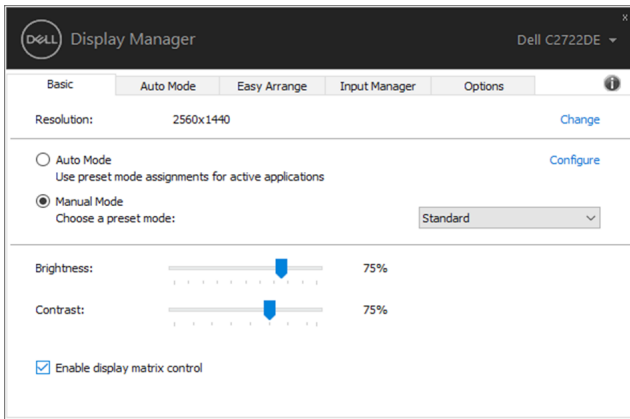 x
DELL Display Manager Dell C2722DE
Basic Auto Mode Easy Arrange Input Manager Options i
Resolution: 2560x1440 Change
Auto Mode Configure
Use preset mode assignments for active applications
Manual Mode
Choose a preset mode: Standard
Brightness: 75%
Contrast: 75%
Enable display matrix control